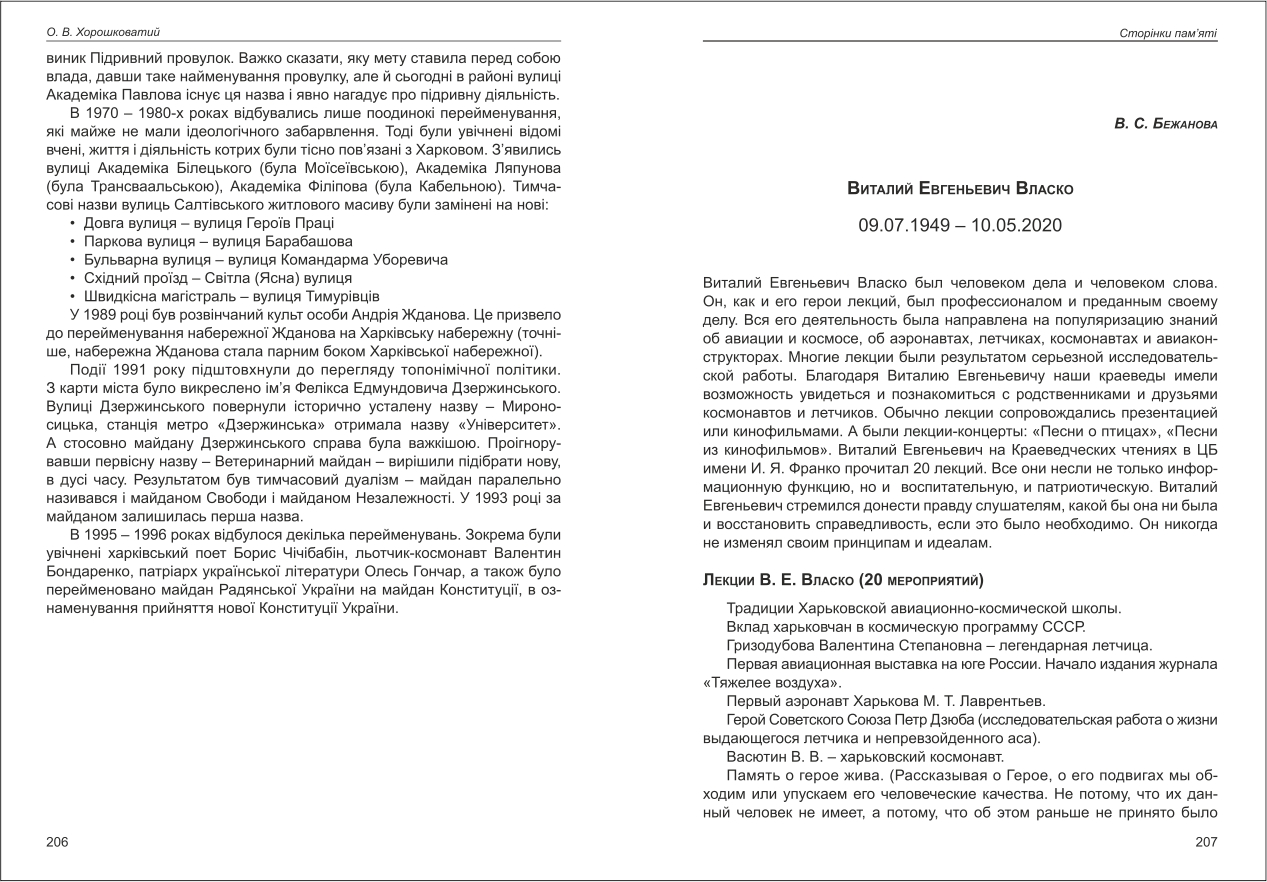 О. В. Хорошковатий
виник Підривний провулок. Важко сказати, яку мету ставила перед собою
влада, давши таке найменування провулку, але й сьогодні в районі вулиці
Академіка Павлова існує ця назва і явно нагадує про підривну діяльність.
В 1970 – 1980-х роках відбувались лише поодинокі перейменування,
які майже не мали ідеологічного забарвлення. Тоді були увічнені відомі
вчені, життя і діяльність котрих були тісно пов’язані з Харковом. З’явились
вулиці Академіка Білецького (була Моїсеївською), Академіка Ляпунова
(була Трансваальською), Академіка Філіпова (була Кабельною). Тимча-
сові назви вулиць Салтівського житлового масиву були замінені на нові:
• Довга вулиця – вулиця Героїв Праці
• Паркова вулиця – вулиця Барабашова
• Бульварна вулиця – вулиця Командарма Уборевича
• Східний проїзд – Світла (Ясна) вулиця
• Швидкісна магістраль – вулиця Тимурівців
У 1989 році був розвінчаний культ особи Андрія Жданова. Це призвело
до перейменування набережної Жданова на Харківську набережну (точні-
ше, набережна Жданова стала парним боком Харківської набережної).
Події 1991 року підштовхнули до перегляду топонімічної політики.
З карти міста було викреслено ім’я Фелікса Едмундовича Дзержинського.
Вулиці Дзержинського повернули історично усталену назву – Мироно-
сицька, станція метро «Дзержинська» отримала назву «Університет».
А стосовно майдану Дзержинського справа була важкішою. Проігнору-
вавши первісну назву – Ветеринарний майдан – вирішили підібрати нову,
в дусі часу. Результатом був тимчасовий дуалізм – майдан паралельно
називався і майданом Свободи і майданом Незалежності. У 1993 році за
майданом залишилась перша назва.
В 1995 – 1996 роках відбулося декілька перейменувань. Зокрема були
увічнені харківський поет Борис Чічібабін, льотчик-космонавт Валентин
Бондаренко, патріарх української літератури Олесь Гончар, а також було
перейменовано майдан Радянської України на майдан Конституції, в оз-
наменування прийняття нової Конституції України.
206
Сторінки пам’яті
В. С. Бежанова
Виталий Евгеньевич Власко
09.07.1949 – 10.05.2020
Виталий Евгеньевич Власко был человеком дела и человеком слова.
Он, как и его герои лекций, был профессионалом и преданным своему
делу. Вся его деятельность была направлена на популяризацию знаний
об авиации и космосе, об аэронавтах, летчиках, космонавтах и авиакон-
структорах. Многие лекции были результатом серьезной исследователь-
ской работы. Благодаря Виталию Евгеньевичу наши краеведы имели
возможность увидеться и познакомиться с родственниками и друзьями
космонавтов и летчиков. Обычно лекции сопровождались презентацией
или кинофильмами. А были лекции-концерты: «Песни о птицах», «Песни
из кинофильмов». Виталий Евгеньевич на Краеведческих чтениях в ЦБ
имени И. Я. Франко прочитал 20 лекций. Все они несли не только инфор-
мационную функцию, но и воспитательную, и патриотическую. Виталий
Евгеньевич стремился донести правду слушателям, какой бы она ни была
и восстановить справедливость, если это было необходимо. Он никогда
не изменял своим принципам и идеалам.
Лекции В. Е. Власко (20 мероприятий)
Традиции Харьковской авиационно-космической школы.
Вклад харьковчан в космическую программу СССР.
Гризодубова Валентина Степановна – легендарная летчица.
Первая авиационная выставка на юге России. Начало издания журнала
«Тяжелее воздуха».
Первый аэронавт Харькова М. Т. Лаврентьев.
Герой Советского Союза Петр Дзюба (исследовательская работа о жизни
выдающегося летчика и непревзойденного аса).
Васютин В. В. – харьковский космонавт.
Память о герое жива. (Рассказывая о Герое, о его подвигах мы об-
ходим или упускаем его человеческие качества. Не потому, что их дан-
ный человек не имеет, а потому, что об этом раньше не принято было
207